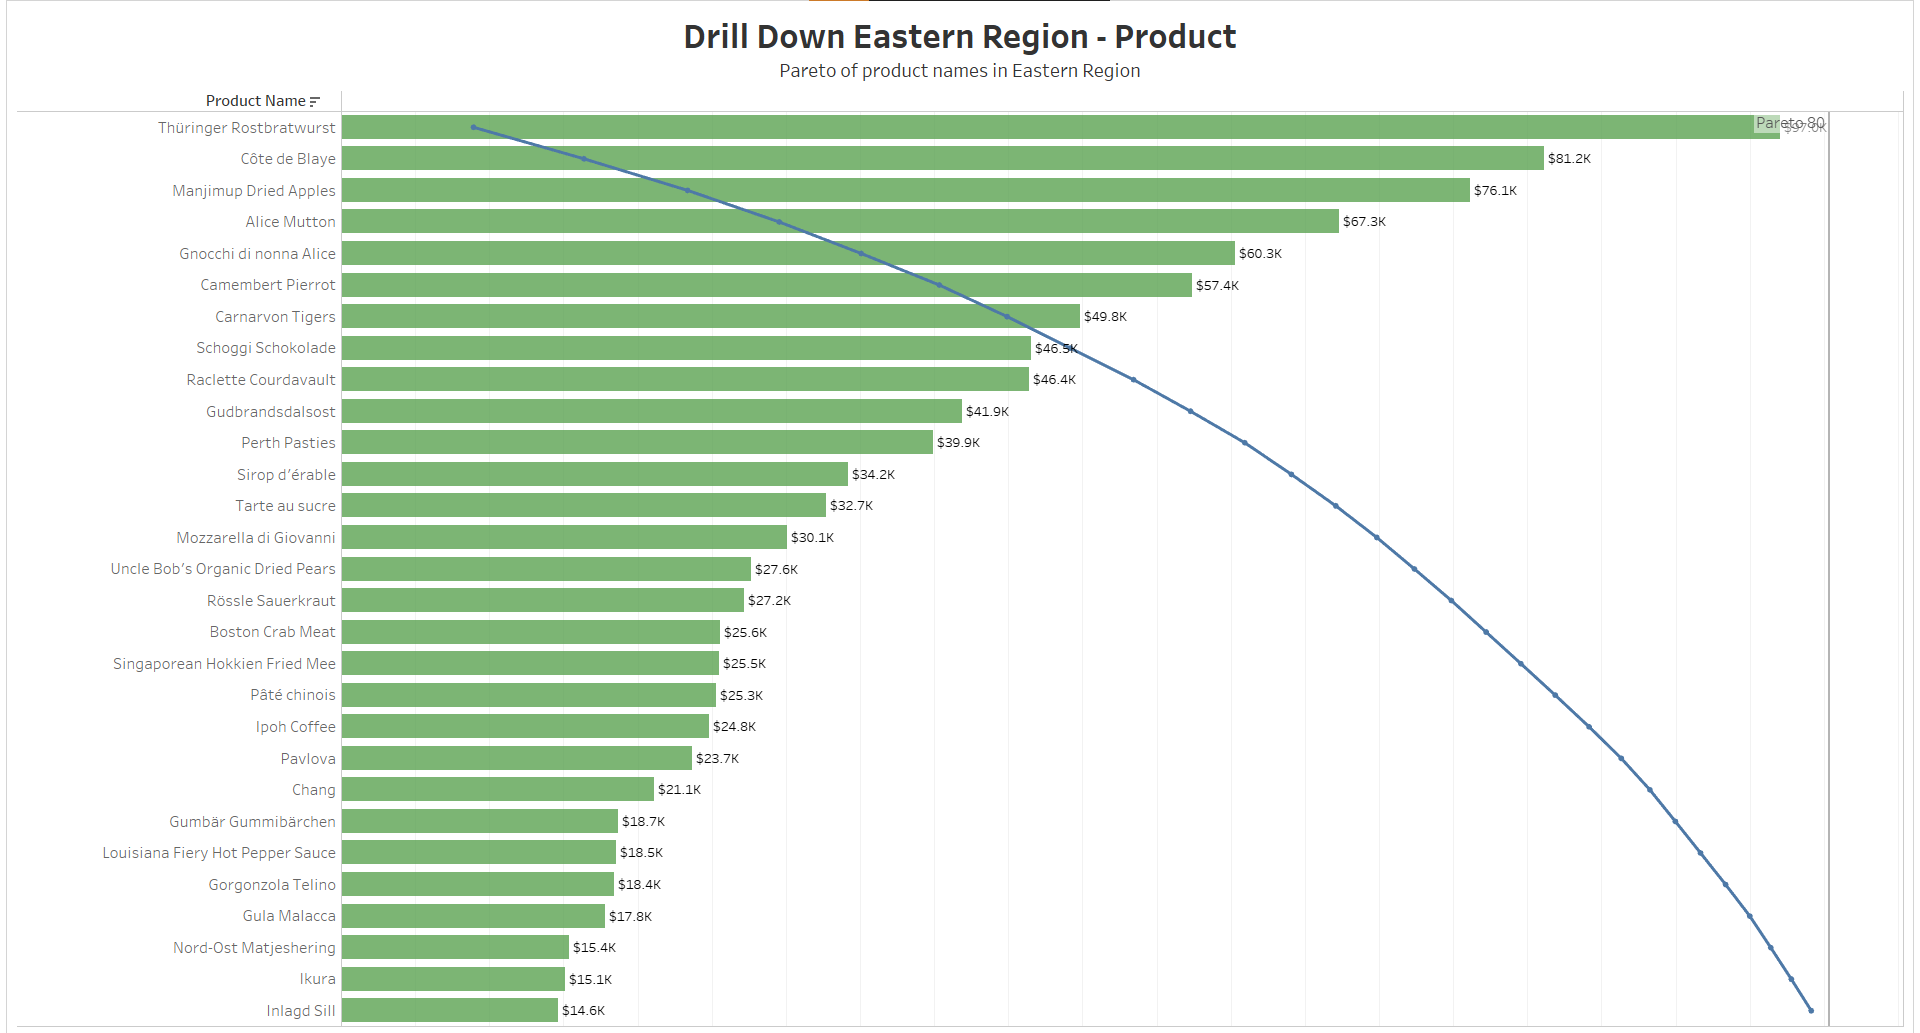 Drill Down Eastern Region - Product
Pareto of product names in Eastern Region
Product Name
Thüringer Rostbratwurst Pareto 80 $97.0K
Côte de Blaye $81.2K
Manjimup Dried Apples $76.1K
Alice Mutton $67.3K
Gnocchi di nonna Alice $60.3K
Camembert Pierrot $57.4K
Carnarvon Tigers $49.8K
Schoggi Schokolade $46.5K
Raclette Courdavault $46.4K
Gudbrandsdalsost $41.9K
Perth Pasties $39.9K
Sirop d’érable $34.2K
Tarte au sucre $32.7K
Mozzarella di Giovanni $30.1K
Uncle Bob’s Organic Dried Pears $27.6K
Rössle Sauerkraut $27.2K
Boston Crab Meat $25.6K
Singaporean Hokkien Fried Mee $25.5K
Pâté chinois $25.3K
Ipoh Coffee $24.8K
Pavlova $23.7K
Chang $21.1K
Gumbär Gummibärchen $18.7K
Louisiana Fiery Hot Pepper Sauce $18.5K
Gorgonzola Telino $18.4K
Gula Malacca $17.8K
Nord-Ost Matjeshering $15.4K
Ikura $15.1K
Inlagd Sill $14.6K